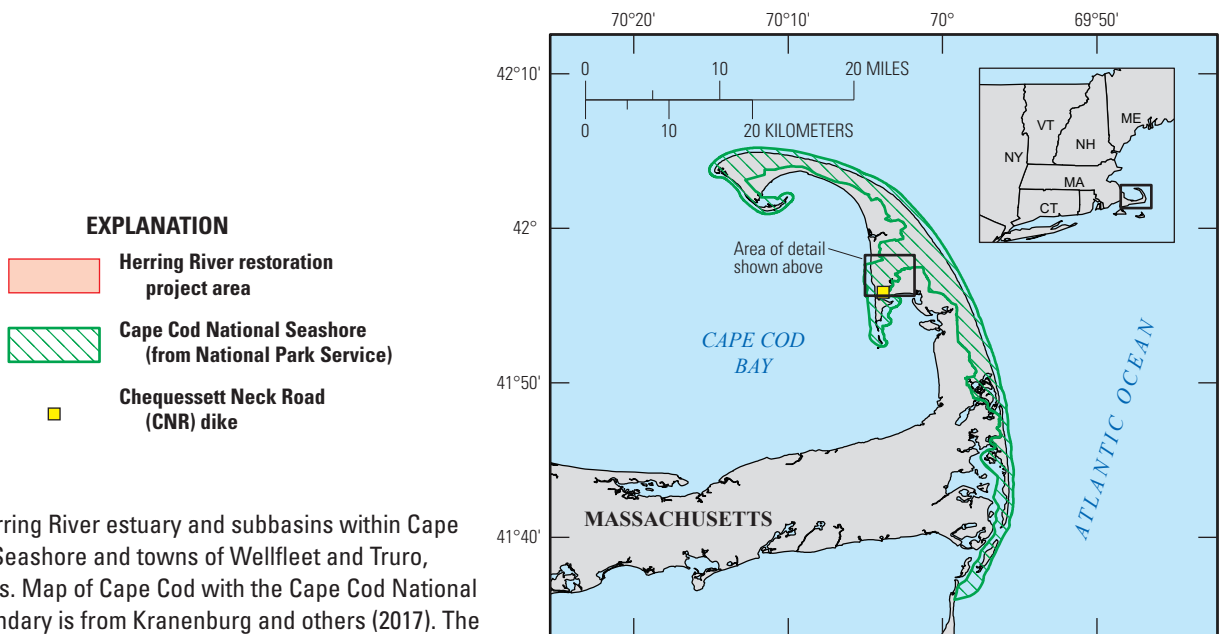 EXPLANATION
Herring River restoration
project area
Cape Cod National Seashore
(from National Park Service)
Chequessett Neck Road
(CNR) dike
rring River estuary and subbasins within Cape
Seashore and towns of Wellfleet and Truro,
s. Map of Cape Cod with the Cape Cod National
ndary is from Kranenburg and others (2017). The
70°20' 70°10' 70° 69°50'
42°10'
42°
41°50'
41°40'
0 10 20 MILES
0 10 20 KILOMETERS
NY VT NH ME
MA
CT
Area of detail
shown above
CAPE COD
BAY
ATLANTIC OCEAN
MASSACHUSETTS